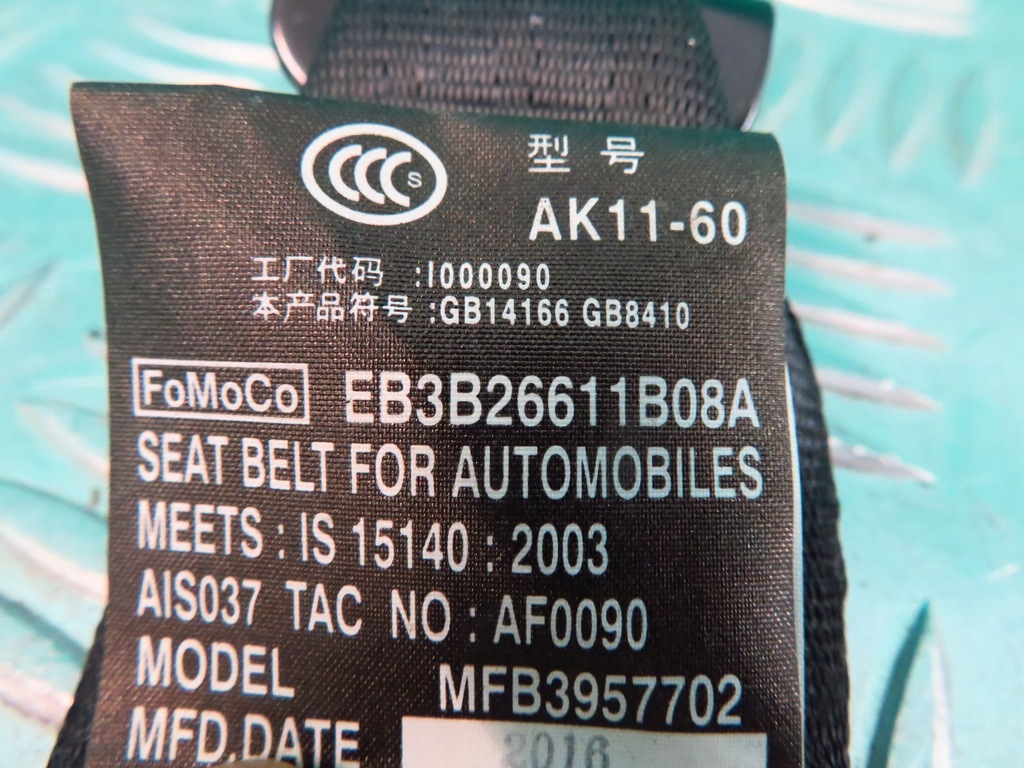 CCC S
型号
AK11-60
工厂代码 :I000090
本产品符号 :GB14166 GB8410
FoMoCo EB3B26611B08A
SEAT BELT FOR AUTOMOBILES
MEETS : IS 15140 : 2003
AIS037 TAC NO : AF0090
MODEL MFB3957702
MFD.DATE 2016